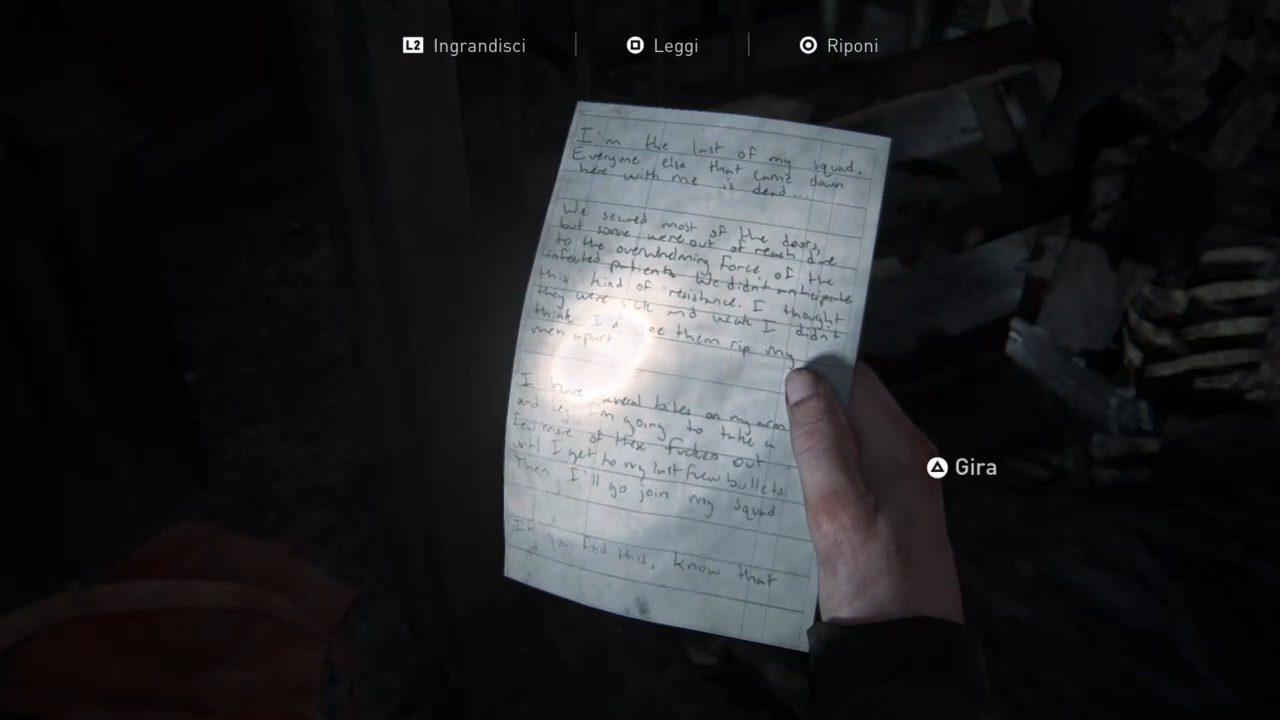 L2 Ingrandisci
Leggi
Riponi
I'm the last of my squad.
Everyone else that came down
here with me is dead...
We secured most of the doors,
but some were out of reach due
to the overwhelming force of the
infected patients. We didn't anticipate
this kind of resistance. I thought
they were sick and weak I didn't
think I'd see them rip my
men apart
I have several bites on my arm
and leg. I'm going to take a
few more of these fuckers out
until I get to my last few bullets.
Then I'll go join my squad
If you find this, know that
Gira